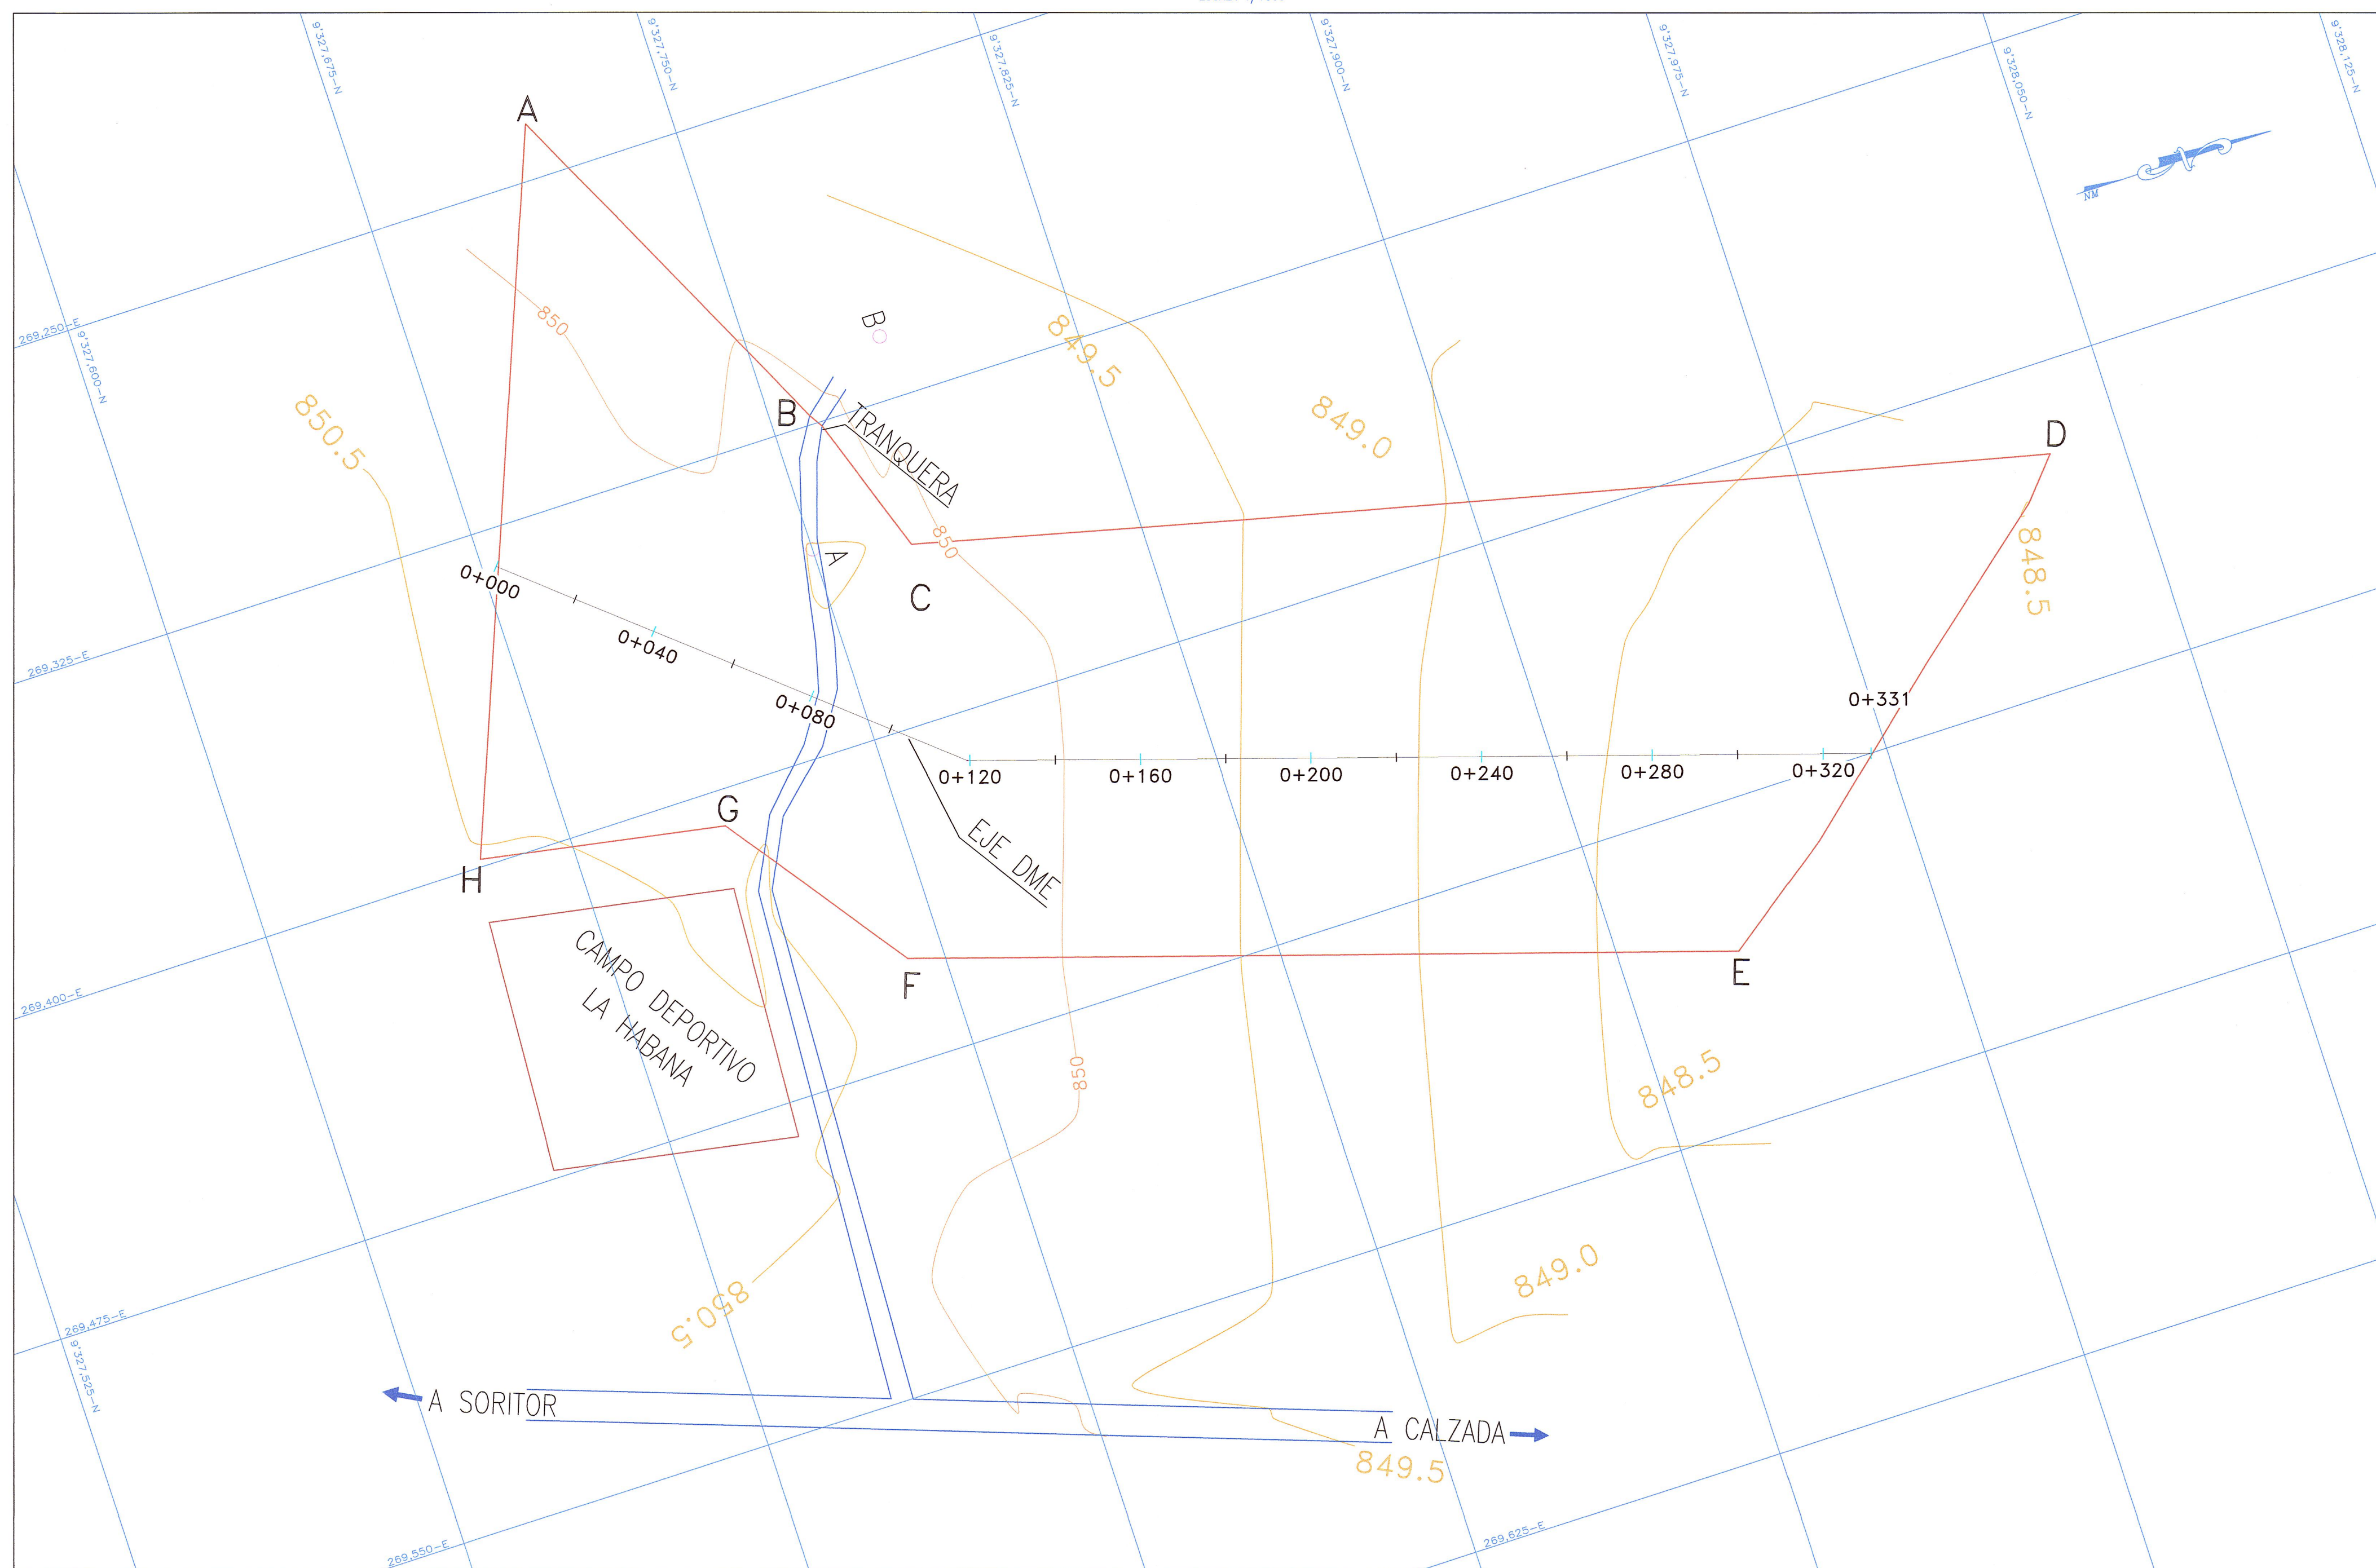 9'327,675-N
9'327,750-N
9'327,825-N
9'327,900-N
9'327,975-N
9'328,050-N
9'328,125-N
A
NM
N
269,250-E
9'327,600-N
850
B
849.5
850.5
B
TRANQUERA
849.0
D
850
848.5
A
0+000
C
0+040
269,325-E
0+080
0+331
0+120
0+160
0+200
0+240
0+280
0+320
G
EJE DME
H
F
E
CAMPO DEPORTIVO
LA HABANA
269,400-E
850
848.5
849.0
850.5
269,475-E
9'327,525-N
A SORITOR
A CALZADA
849.5
269,550-E
269,625-E